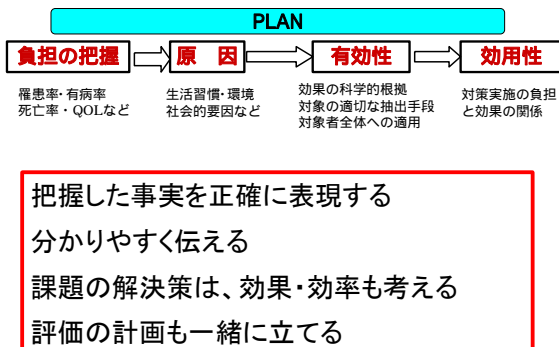 PLAN
負担の把握
原　因
有効性
効用性
罹患率・有病率
死亡率・QOLなど
生活習慣・環境
社会的要因など
効果の科学的根拠
対象の適切な抽出手段
対象者全体への適用
対策実施の負担
と効果の関係
把握した事実を正確に表現する
分かりやすく伝える
課題の解決策は、効果・効率も考える
評価の計画も一緒に立てる